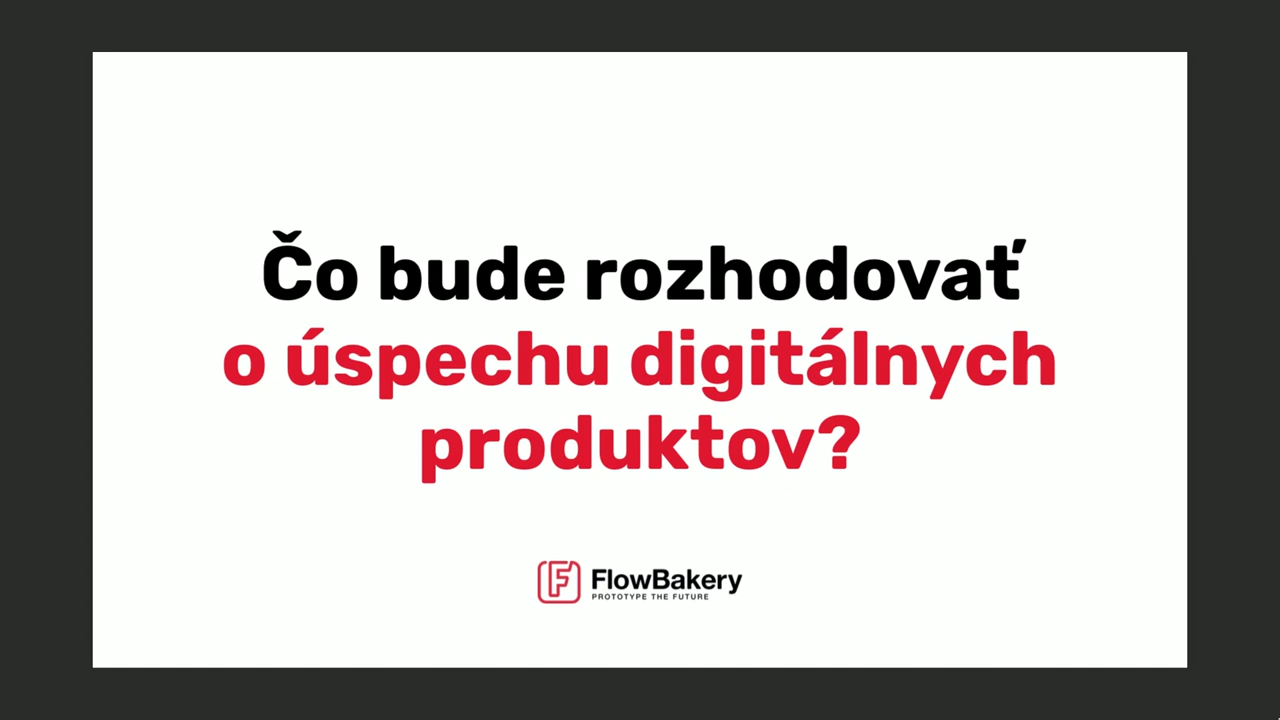 Čo bude rozhodovať
o úspechu digitálnych
produktov?
FlowBakery
PROTOTYPE THE FUTURE